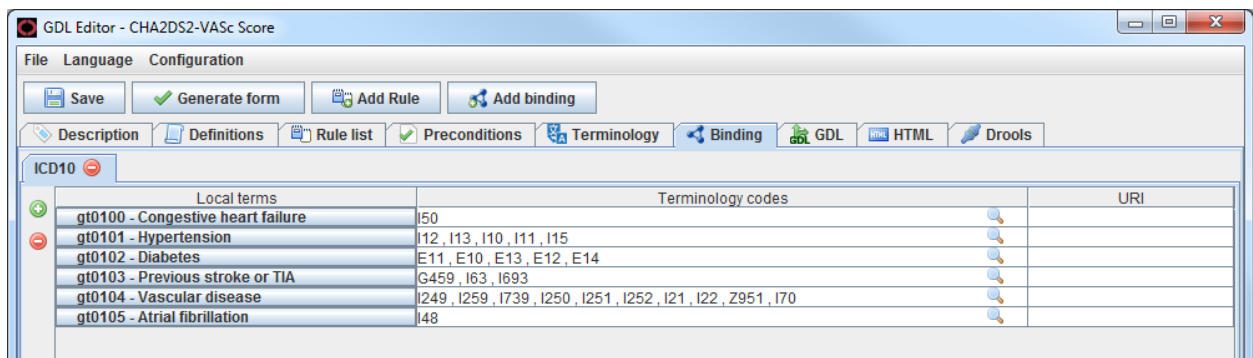 GDL Editor - CHA2DS2-VASc Score
File Language Configuration
Save Generate form Add Rule Add binding
Description Definitions Rule list Preconditions Terminology Binding GDL GDL HTML HTML Drools
ICD10
Local terms Terminology codes URI
gt0100 - Congestive heart failure I50
gt0101 - Hypertension I12 , I13 , I10 , I11 , I15
gt0102 - Diabetes E11 , E10 , E13 , E12 , E14
gt0103 - Previous stroke or TIA G459 , I63 , I693
gt0104 - Vascular disease I249 , I259 , I739 , I250 , I251 , I252 , I21 , I22 , Z951 , I70
gt0105 - Atrial fibrillation I48